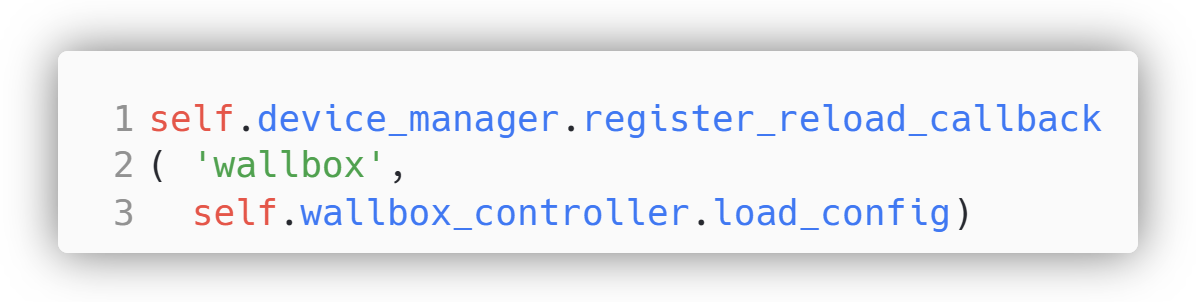 1 self.device_manager.register_reload_callback
2 ( 'wallbox',
3   self.wallbox_controller.load_config)